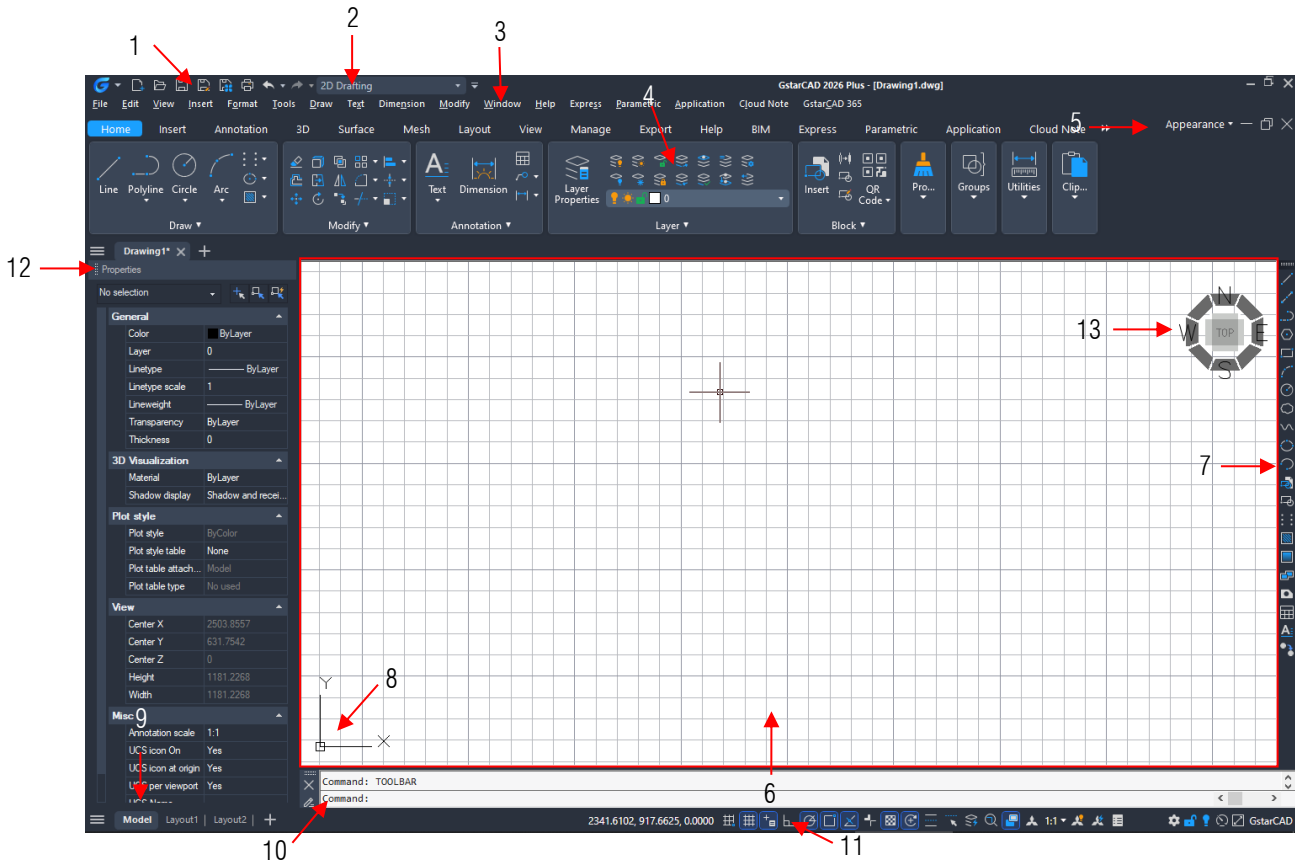 2
1
3
2D Drafting
GstarCAD 2026 Plus - [Drawing1.dwg]
4
File Edit View Insert Format Tools Draw Text Dimension Modify Window Help Express Parametric Application Cloud Note GstarCAD 365
5
Home Insert Annotation 3D Surface Mesh Layout View Manage Export Help BIM Express Parametric Application Cloud Note Appearance
Line Polyline Circle Arc
Text Dimension
Layer Properties
0
Insert
QR Code
Pro...
Groups
Utilities
Clip...
Draw Modify Annotation Layer Block
Drawing1*
12
Properties
No selection
General
Color ByLayer
Layer 0
Linetype ByLayer
Linetype scale 1
Lineweight ByLayer
Transparency ByLayer
Thickness 0
3D Visualization
Material ByLayer
Shadow display Shadow and recei...
Plot style
Plot style ByColor
Plot style table None
Plot table attach... Model
Plot table type No used
View
Center X 2503.8557
Center Y 631.7542
Center Z 0
Height 1181.2268
Width 1181.2268
Misc
9
Annotation scale 1:1
UCS icon On Yes
UCS icon at origin Yes
UCS per viewport Yes
UCS Name
N
W TOP E
S
13
7
Y
8
X
Command: TOOLBAR
Command:
6
Model Layout1 Layout2
2341.6102, 917.6625, 0.0000
1:1
GstarCAD
10
11